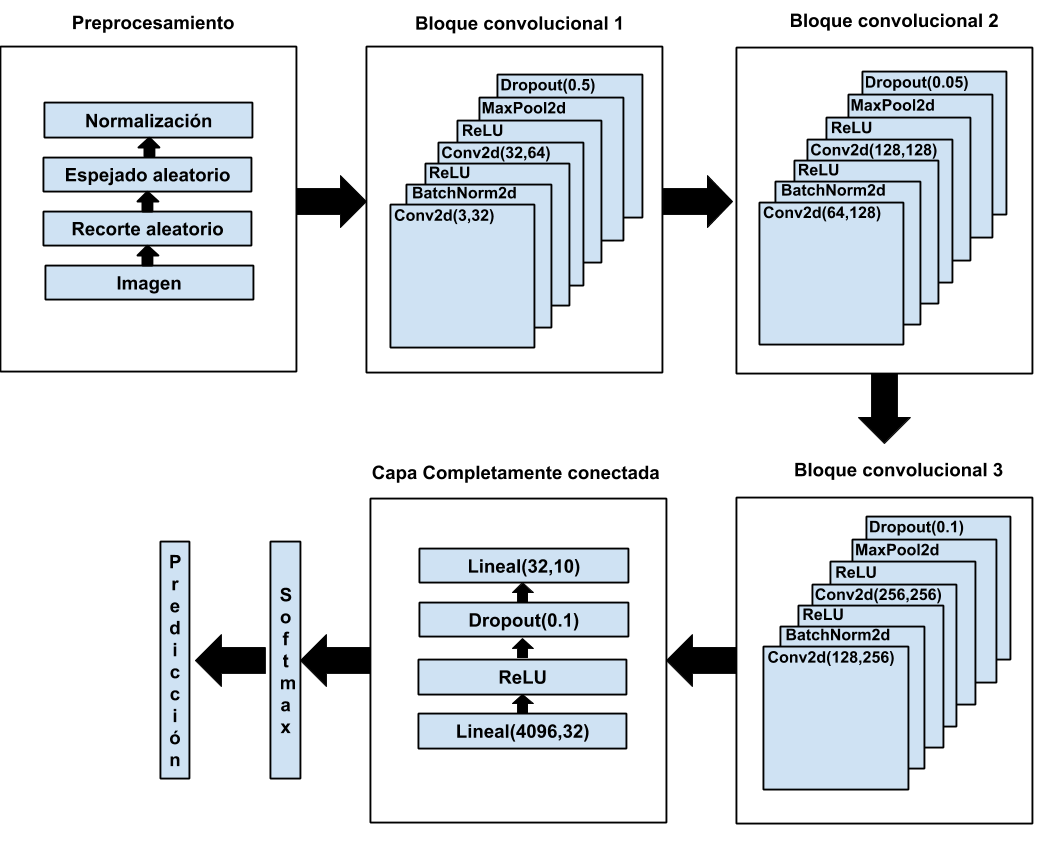 Preprocesamiento
Normalización
Espejado aleatorio
Recorte aleatorio
Imagen
Bloque convolucional 1
Dropout(0.5)
MaxPool2d
ReLU
Conv2d(32,64)
ReLU
BatchNorm2d
Conv2d(3,32)
Bloque convolucional 2
Dropout(0.05)
MaxPool2d
ReLU
Conv2d(128,128)
ReLU
BatchNorm2d
Conv2d(64,128)
Bloque convolucional 3
Dropout(0.1)
MaxPool2d
ReLU
Conv2d(256,256)
ReLU
BatchNorm2d
Conv2d(128,256)
Capa Completamente conectada
Lineal(32,10)
Dropout(0.1)
ReLU
Lineal(4096,32)
Softmax
Predicción